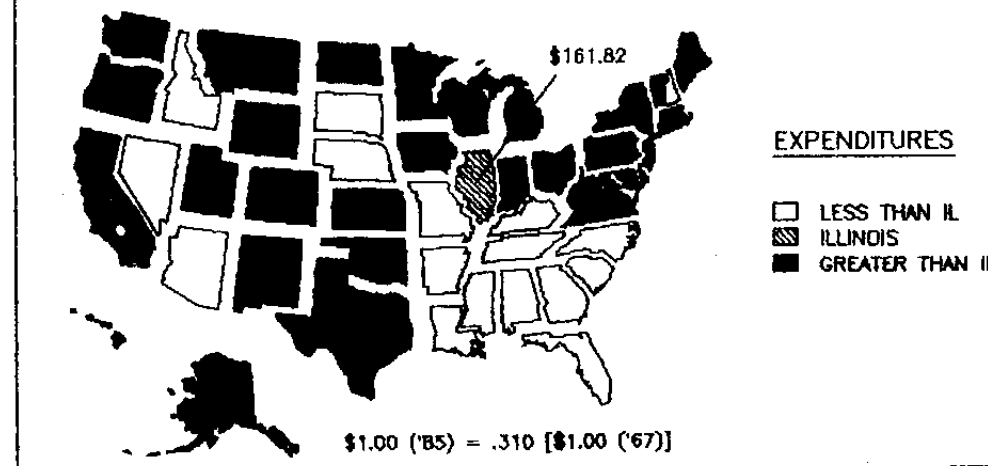 $161.82
EXPENDITURES
LESS THAN IL
ILLINOIS
GREATER THAN IL
$1.00 ('85) = .310 [$1.00 ('67)]